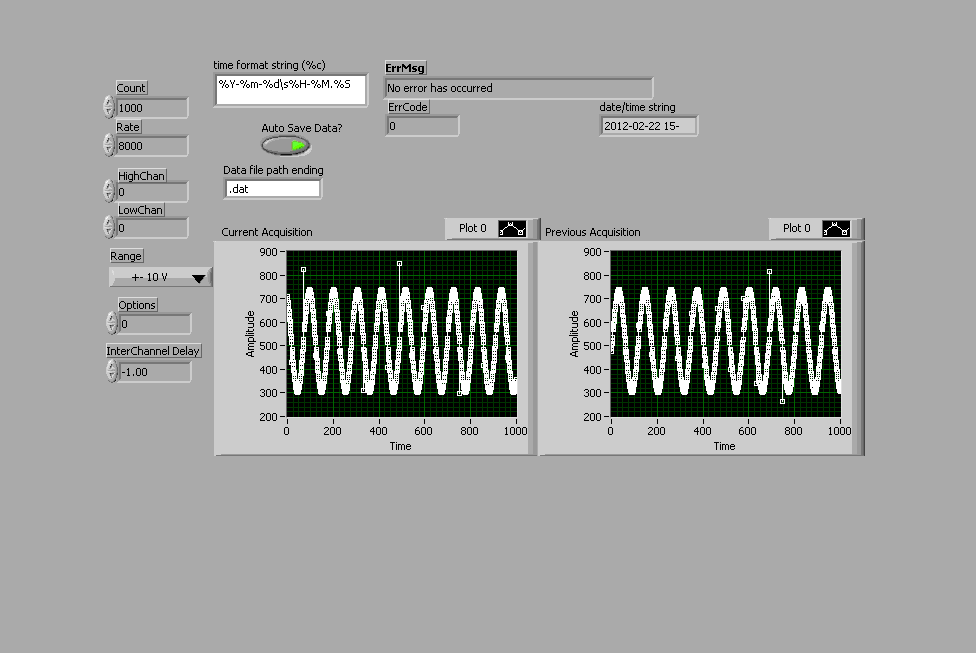 time format string (%c)
%Y-%m-%d\s%H-%M.%S
ErrMsg
No error has occurred
Count
1000
ErrCode
0
date/time string
2012-02-22 15-
Rate
8000
Auto Save Data?
Data file path ending
.dat
HighChan
0
LowChan
0
Range
+- 10 V
Options
0
InterChannel Delay
-1.00
Current Acquisition
Plot 0
900
800
700
600
500
400
300
200
Amplitude
0 200 400 600 800 1000
Time
Previous Acquisition
Plot 0
900
800
700
600
500
400
300
200
Amplitude
0 200 400 600 800 1000
Time